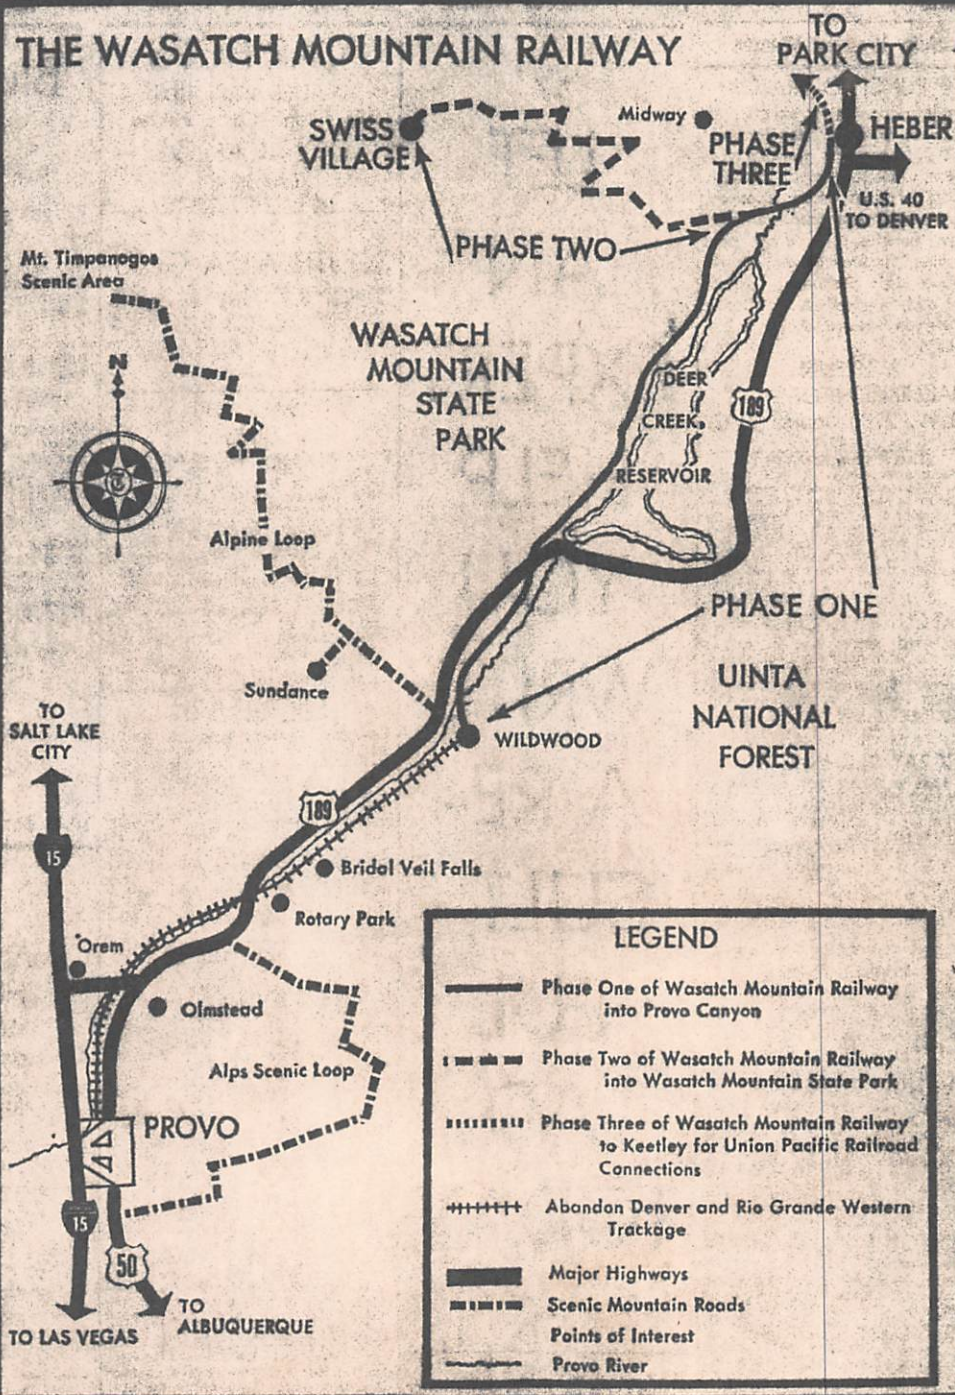 THE WASATCH MOUNTAIN RAILWAY
TO
PARK CITY
Midway
HEBER
SWISS
VILLAGE
PHASE
THREE
U.S. 40
TO DENVER
PHASE TWO
Mt. Timpanogos
Scenic Area
WASATCH
MOUNTAIN
STATE
PARK
N
DEER
CREEK
RESERVOIR
189
Alpine Loop
PHASE ONE
Sundance
UINTA
NATIONAL
FOREST
TO
SALT LAKE
CITY
WILDWOOD
189
15
Bridal Veil Falls
Rotary Park
Orem
Olmstead
Alps Scenic Loop
PROVO
15
50
TO
ALBUQUERQUE
TO LAS VEGAS
LEGEND
Phase One of Wasatch Mountain Railway
into Provo Canyon
Phase Two of Wasatch Mountain Railway
into Wasatch Mountain State Park
Phase Three of Wasatch Mountain Railway
to Keetley for Union Pacific Railroad
Connections
Abandon Denver and Rio Grande Western
Trackage
Major Highways
Scenic Mountain Roads
Points of Interest
Provo River